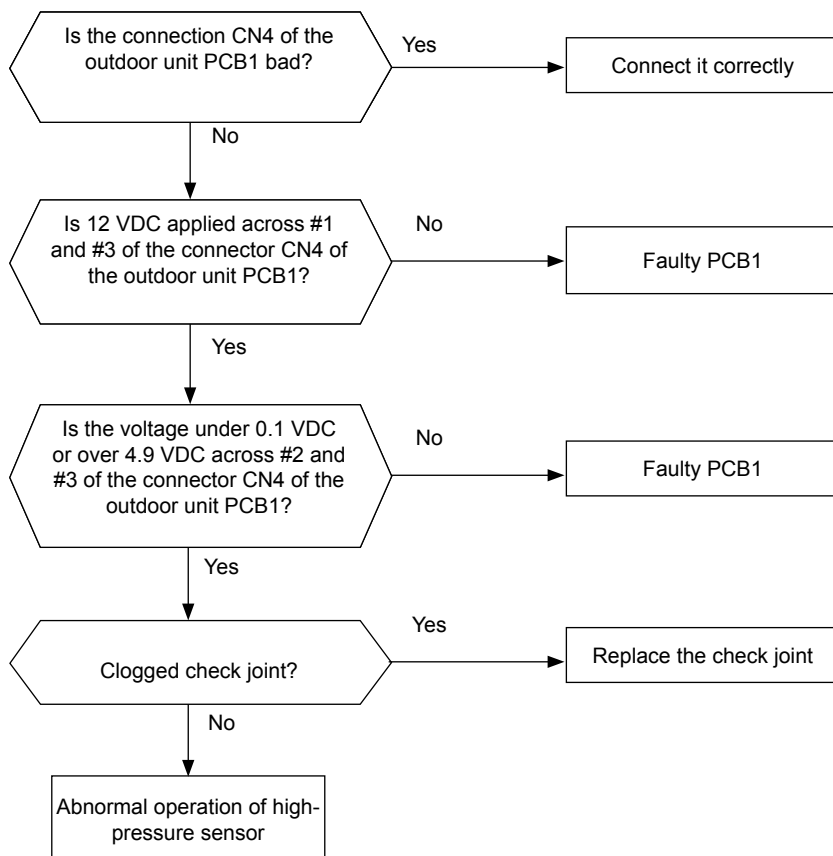 Is the connection CN4 of the
outdoor unit PCB1 bad?
Yes
Connect it correctly
No
Is 12 VDC applied across #1
and #3 of the connector CN4 of
the outdoor unit PCB1?
No
Faulty PCB1
Yes
Is the voltage under 0.1 VDC
or over 4.9 VDC across #2 and
#3 of the connector CN4 of the
outdoor unit PCB1?
No
Faulty PCB1
Yes
Clogged check joint?
Yes
Replace the check joint
No
Abnormal operation of high-
pressure sensor